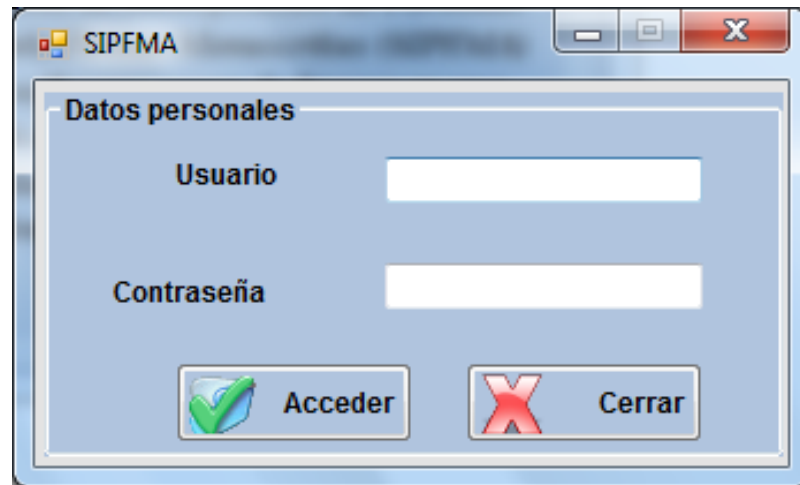 SIPFMA
Datos personales
Usuario
Contraseña
Acceder
Cerrar